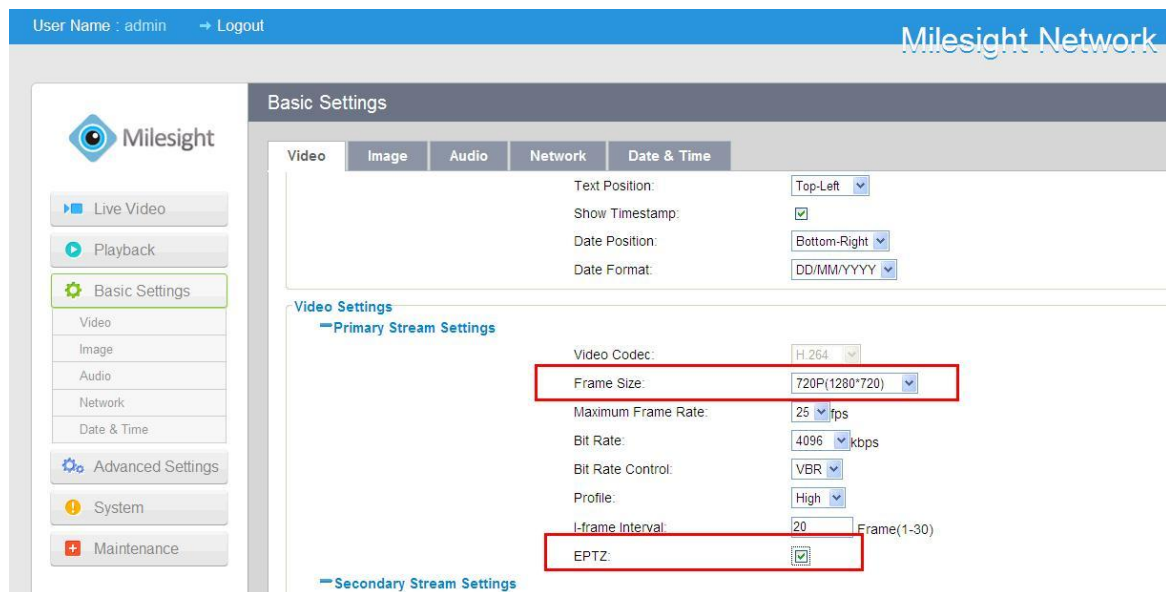 User Name : admin → Logout
Milesight Network
Milesight
Basic Settings
Video Image Audio Network Date & Time
Live Video
Playback
Basic Settings
Video
Image
Audio
Network
Date & Time
Advanced Settings
System
Maintenance
Text Position: Top-Left
Show Timestamp:
Date Position: Bottom-Right
Date Format: DD/MM/YYYY
Video Settings
Primary Stream Settings
Video Codec: H.264
Frame Size: 720P(1280*720)
Maximum Frame Rate: 25 fps
Bit Rate: 4096 kbps
Bit Rate Control: VBR
Profile: High
I-frame Interval: 20 Frame(1-30)
EPTZ:
Secondary Stream Settings